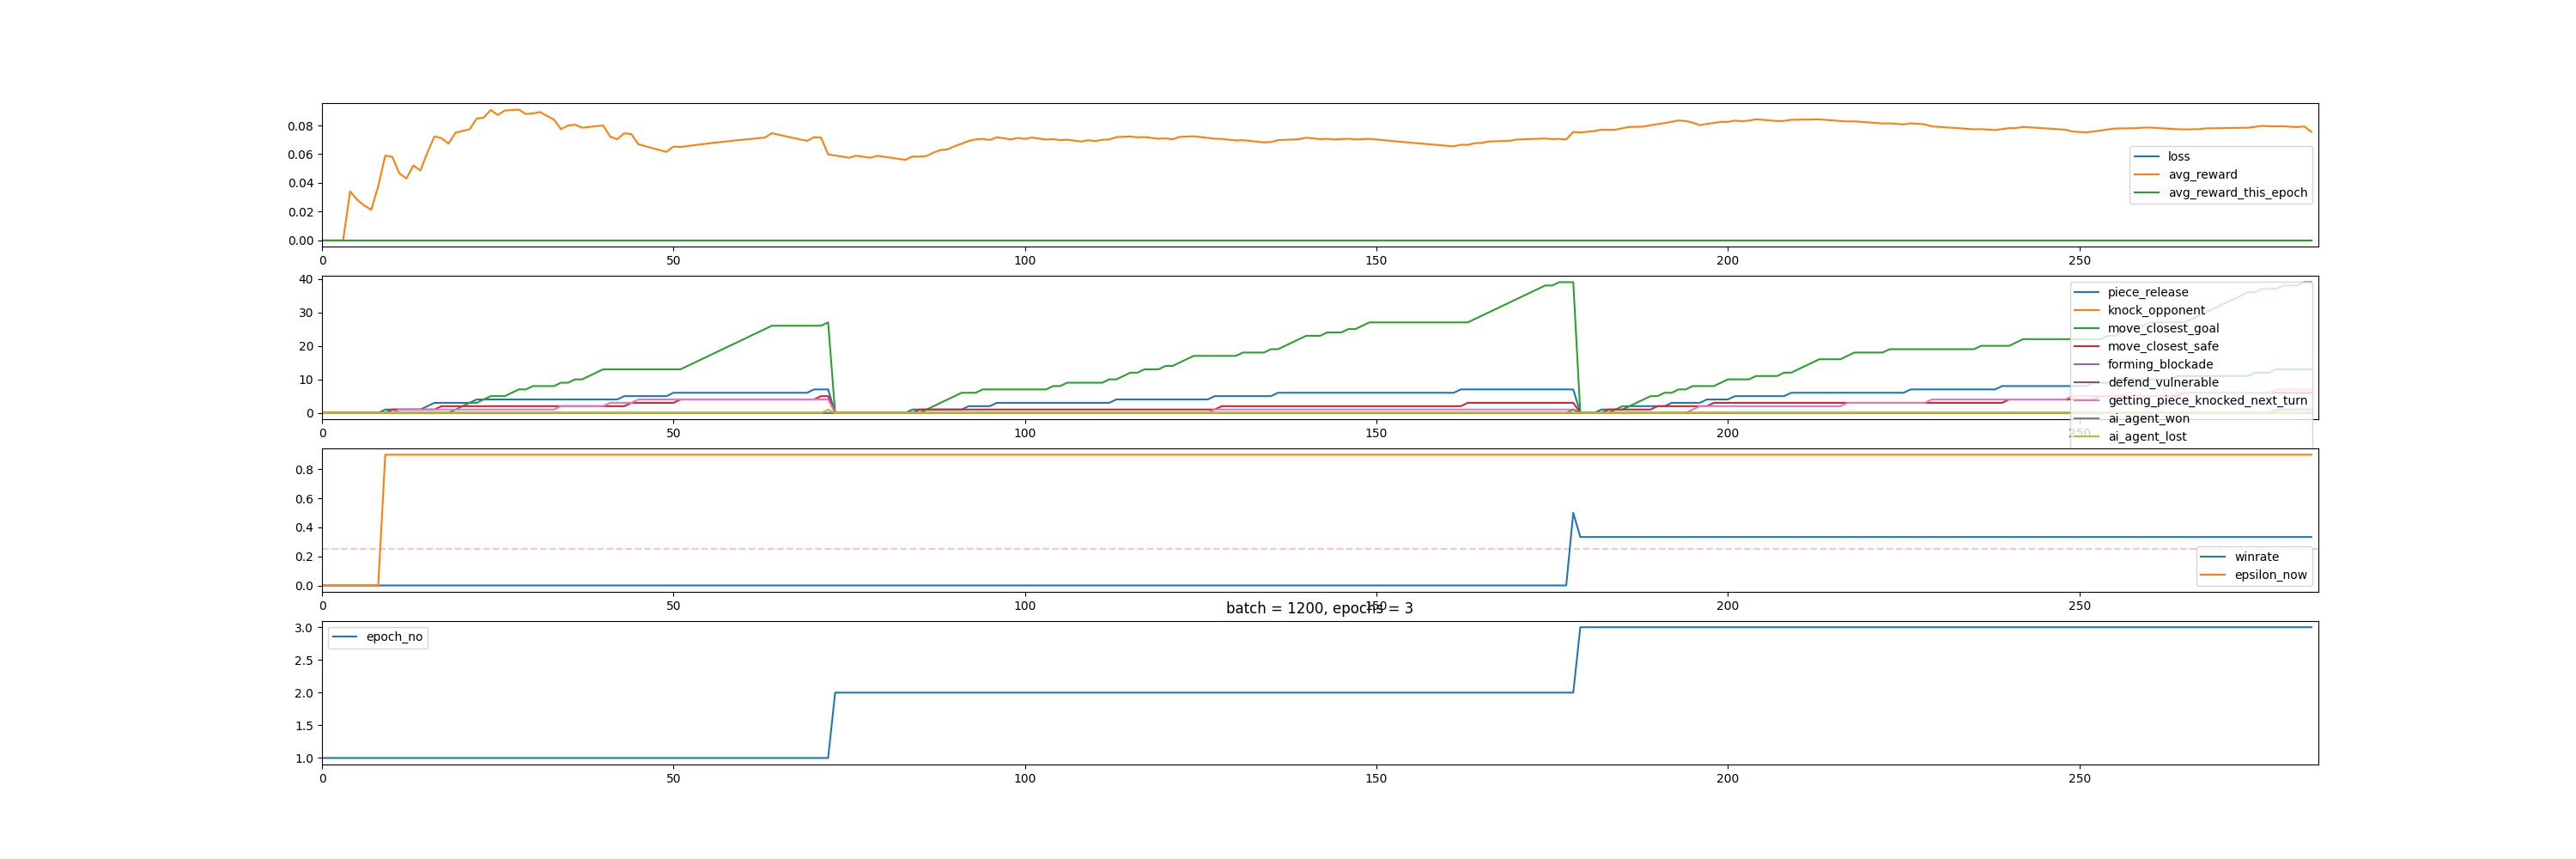 0.08
0.06
0.04
0.02
0.00
loss
avg_reward
avg_reward_this_epoch
0 50 100 150 200 250
40
30
20
10
0
piece_release
knock_opponent
move_closest_goal
move_closest_safe
forming_blockade
defend_vulnerable
getting_piece_knocked_next_turn
ai_agent_won
ai_agent_lost
0 50 100 150 200 250
0.8
0.6
0.4
0.2
0.0
winrate
epsilon_now
0 50 100 150 200 250
batch = 1200, epochs = 3
3.0
2.5
2.0
1.5
1.0
epoch_no
0 50 100 150 200 250